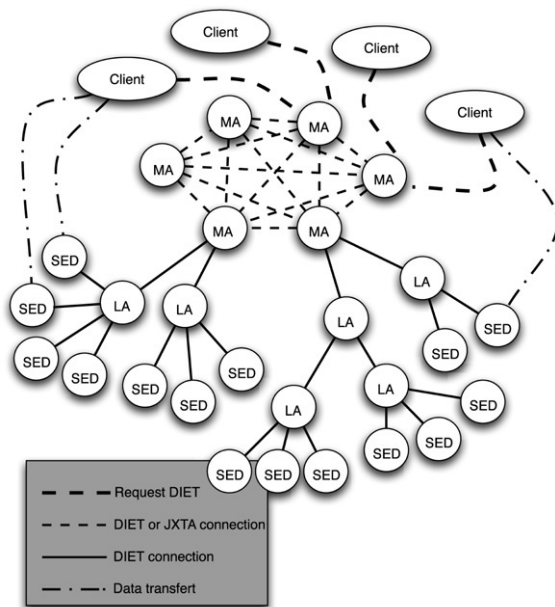 Client
Client
Client
Client
MA
MA
MA
MA
MA
MA
SED
LA
SED
LA
LA
SED
LA
SED
SED
SED
SED
SED
SED
LA
LA
SED
SED
SED
SED
SED
SED
SED
Request DIET
DIET or JXTA connection
DIET connection
Data transfert